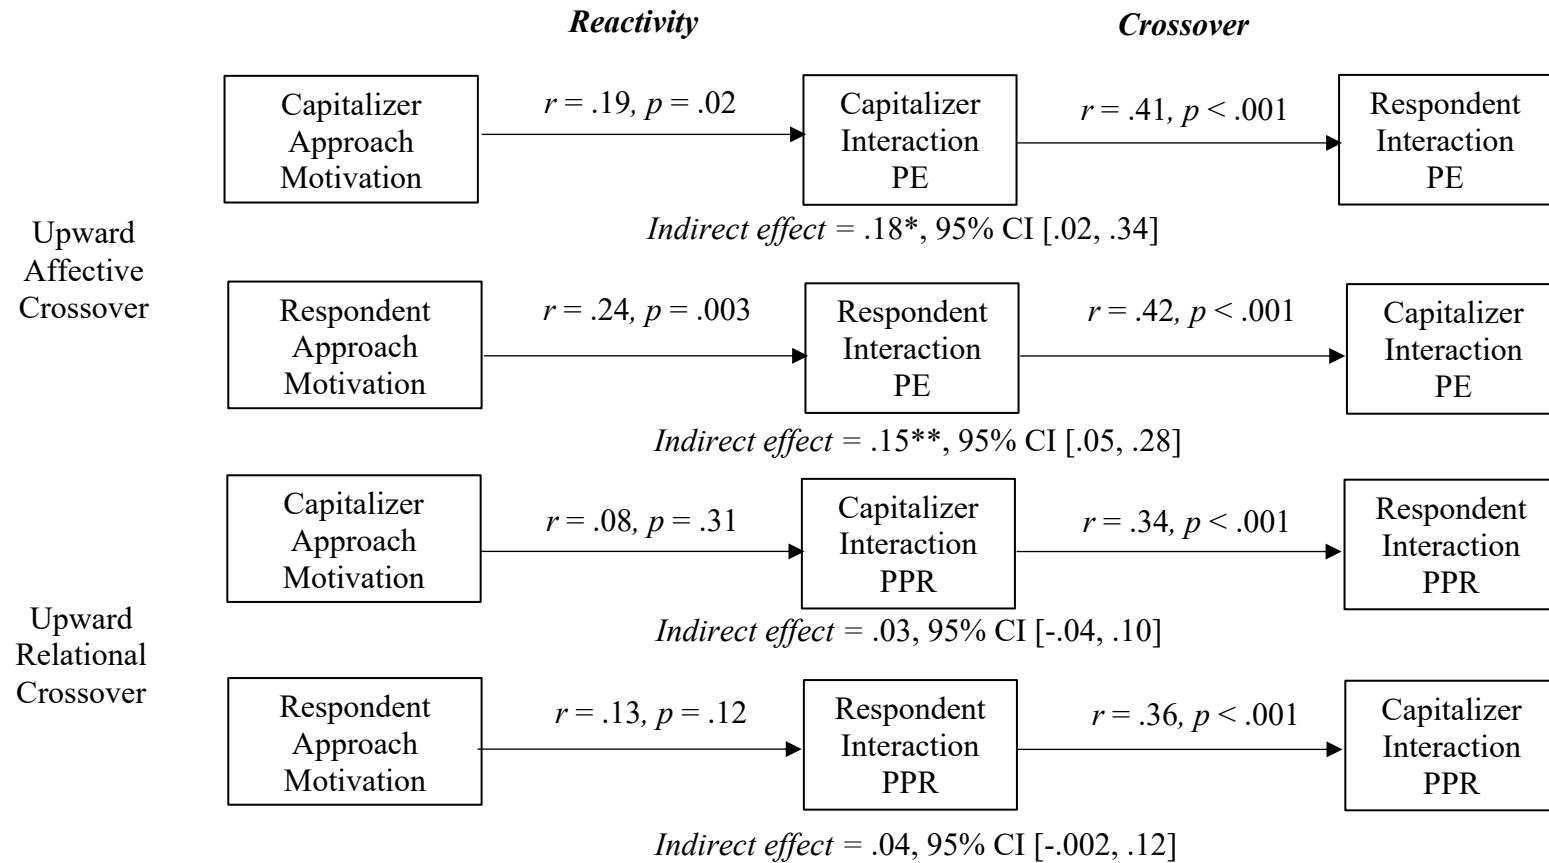 Reactivity
Crossover
Upward
Affective
Crossover
Capitalizer
Approach
Motivation
r = .19, p = .02
Capitalizer
Interaction
PE
r = .41, p < .001
Respondent
Interaction
PE
Indirect effect = .18*, 95% CI [.02, .34]
Respondent
Approach
Motivation
r = .24, p = .003
Respondent
Interaction
PE
r = .42, p < .001
Capitalizer
Interaction
PE
Indirect effect = .15**, 95% CI [.05, .28]
Upward
Relational
Crossover
Capitalizer
Approach
Motivation
r = .08, p = .31
Capitalizer
Interaction
PPR
r = .34, p < .001
Respondent
Interaction
PPR
Indirect effect = .03, 95% CI [-.04, .10]
Respondent
Approach
Motivation
r = .13, p = .12
Respondent
Interaction
PPR
r = .36, p < .001
Capitalizer
Interaction
PPR
Indirect effect = .04, 95% CI [-.002, .12]